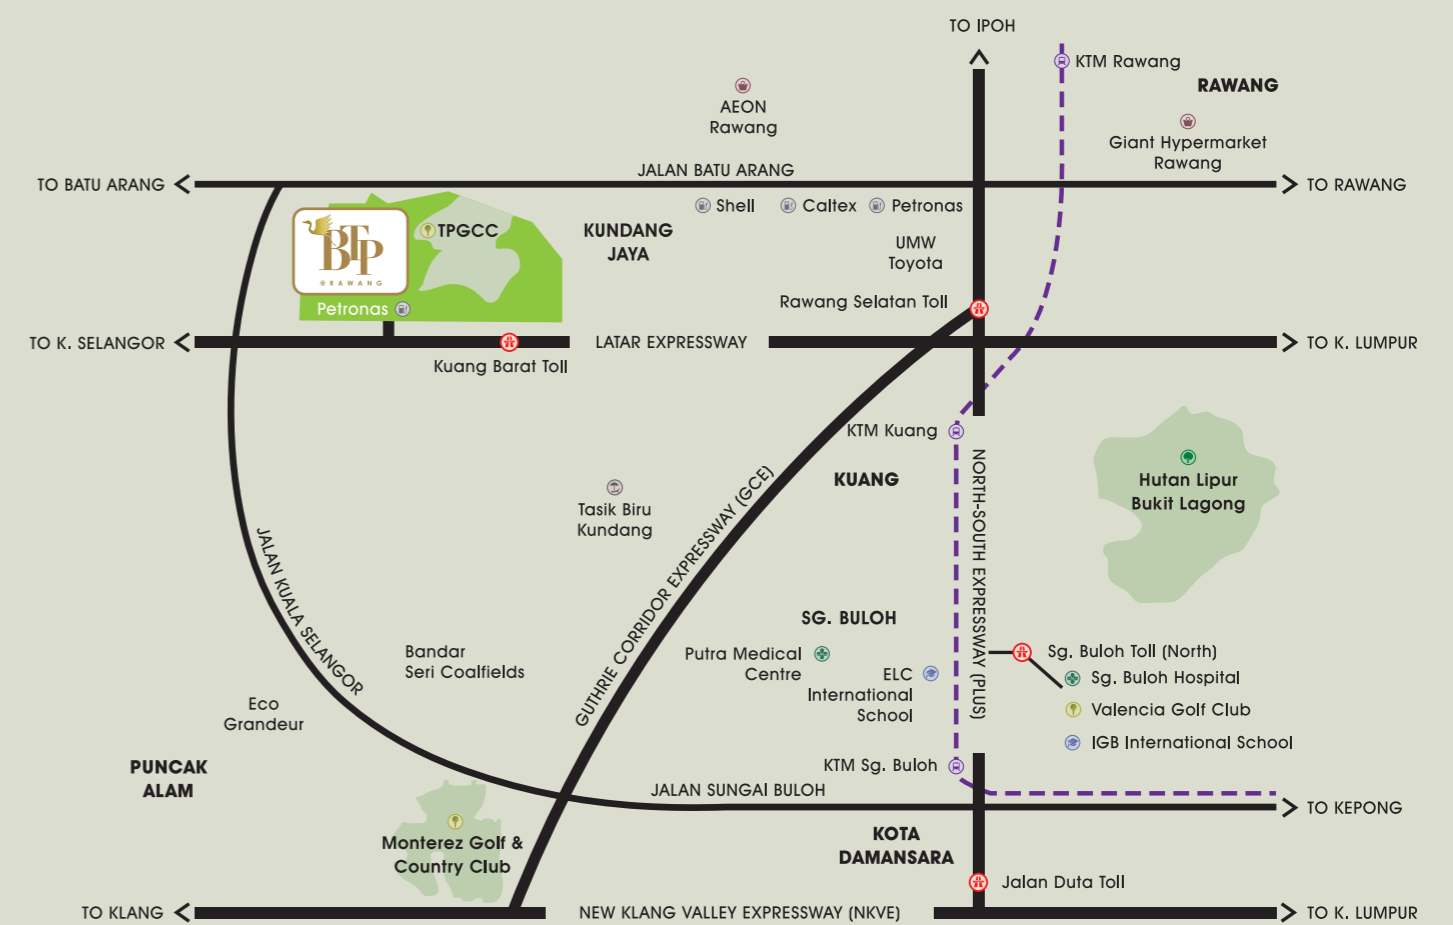 TO IPOH
KTM Rawang
RAWANG
AEON
Rawang
Giant Hypermarket
Rawang
JALAN BATU ARANG
TO BATU ARANG
TO RAWANG
Shell
Caltex
Petronas
BTP
@RAWANG
TPGCC
KUNDANG
JAYA
UMW
Toyota
Petronas
Rawang Selatan Toll
TO K. SELANGOR
LATAR EXPRESSWAY
TO K. LUMPUR
Kuang Barat Toll
KTM Kuang
KUANG
NORTH-SOUTH EXPRESSWAY (PLUS)
Hutan Lipur
Bukit Lagong
Tasik Biru
Kundang
GUTHRIE CORRIDOR EXPRESSWAY (GCE)
JALAN KUALA SELANGOR
SG. BULOH
Putra Medical
Centre
ELC
International
School
Sg. Buloh Toll (North)
Sg. Buloh Hospital
Valencia Golf Club
IGB International School
Bandar
Seri Coalfields
Eco
Grandeur
PUNCAK
ALAM
KTM Sg. Buloh
JALAN SUNGAI BULOH
TO KEPONG
Monterez Golf &
Country Club
KOTA
DAMANSARA
Jalan Duta Toll
TO KLANG
NEW KLANG VALLEY EXPRESSWAY (NKVE)
TO K. LUMPUR